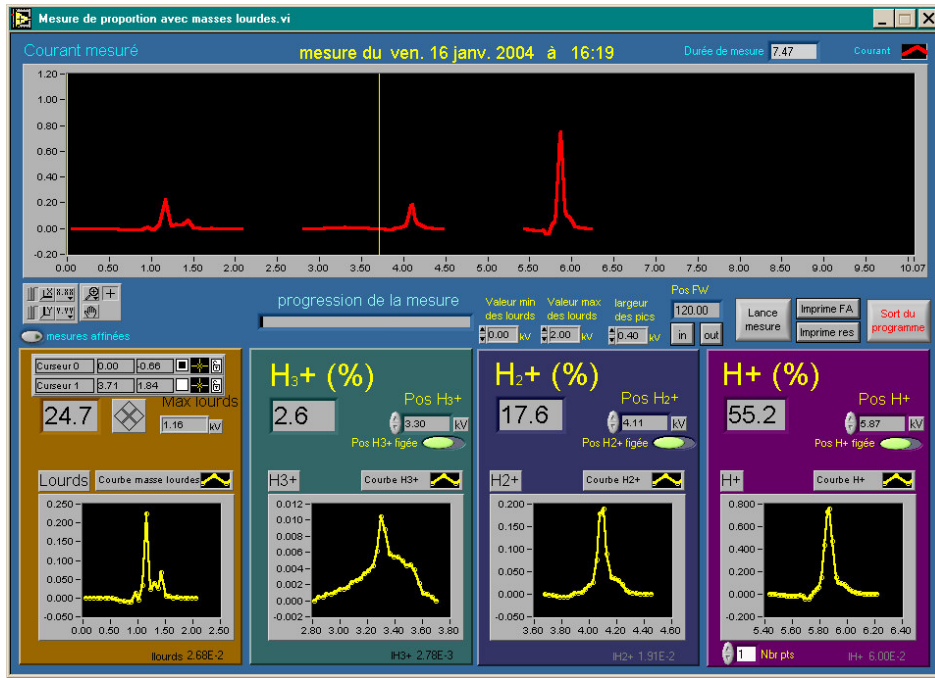 Mesure de proportion avec masses lourdes.vi
Courant mesuré
mesure du ven. 16 janv. 2004 à 16:19
Durée de mesure 7.47
Courant
1.20
1.00
0.80
0.60
0.40
0.20
0.00
-0.20
0.00 0.50 1.00 1.50 2.00 2.50 3.00 3.50 4.00 4.50 5.00 5.50 6.00 6.50 7.00 7.50 8.00 8.50 9.00 9.50 10.07
X X.XX
Y Y.YY
mesures affinées
progression de la mesure
Valeur min des lourds
0.00 kV
Valeur max des lourds
2.00 kV
largeur des pics
0.40 kV
Pos FW
120.00
in out
Lance mesure
Imprime FA
Imprime res
Sort du programme
Curseur 0 0.00 -0.66
Curseur 1 3.71 1.84
24.7
Max lourds
1.16 kV
Lourds Courbe masse lourdes
0.250
0.200
0.150
0.100
0.050
0.000
-0.050
0.00 0.50 1.00 1.50 2.00 2.50
Ilourds 2.68E-2
H3+ (%)
2.6
Pos H3+
3.30 kV
Pos H3+ figée
H3+ Courbe H3+
0.012
0.010
0.008
0.006
0.004
0.002
0.000
-0.002
2.80 3.00 3.20 3.40 3.60 3.80
IH3+ 2.78E-3
H2+ (%)
17.6
Pos H2+
4.11 kV
Pos H2+ figée
H2+ Courbe H2+
0.200
0.150
0.100
0.050
0.000
-0.050
3.60 3.80 4.00 4.20 4.40 4.60
IH2+ 1.91E-2
H+ (%)
55.2
Pos H+
5.87 kV
Pos H+ figée
H+ Courbe H+
0.800
0.600
0.400
0.200
0.000
-0.200
5.40 5.60 5.80 6.00 6.20 6.40
1 Nbr pts
IH+ 6.00E-2